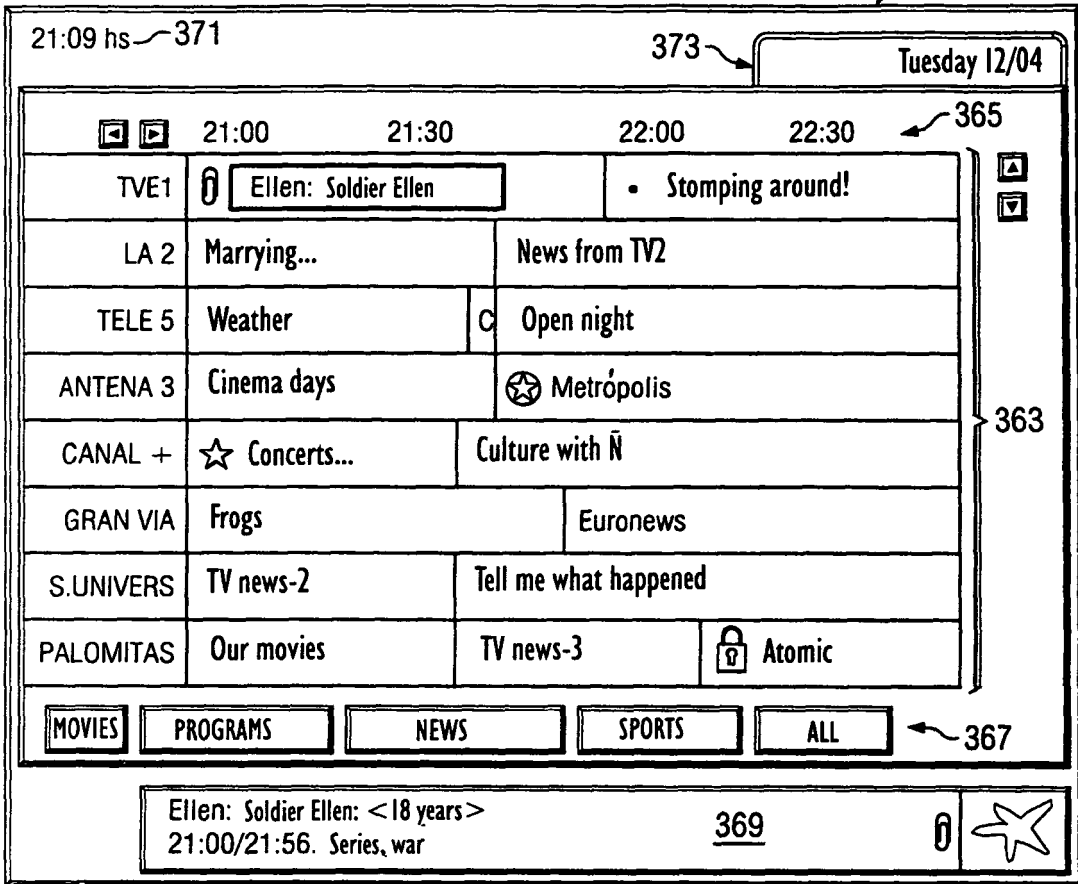 21:09 hs 371
373 Tuesday 12/04
21:00 21:30 22:00 22:30 365
TVE1 Ellen: Soldier Ellen • Stomping around!
LA 2 Marrying... News from TV2
TELE 5 Weather C Open night
ANTENA 3 Cinema days Metrópolis
CANAL + Concerts... Culture with Ñ
363
GRAN VIA Frogs Euronews
S.UNIVERS TV news-2 Tell me what happened
PALOMITAS Our movies TV news-3 Atomic
MOVIES PROGRAMS NEWS SPORTS ALL 367
Ellen: Soldier Ellen: <18 years>
21:00/21:56. Series, war 369